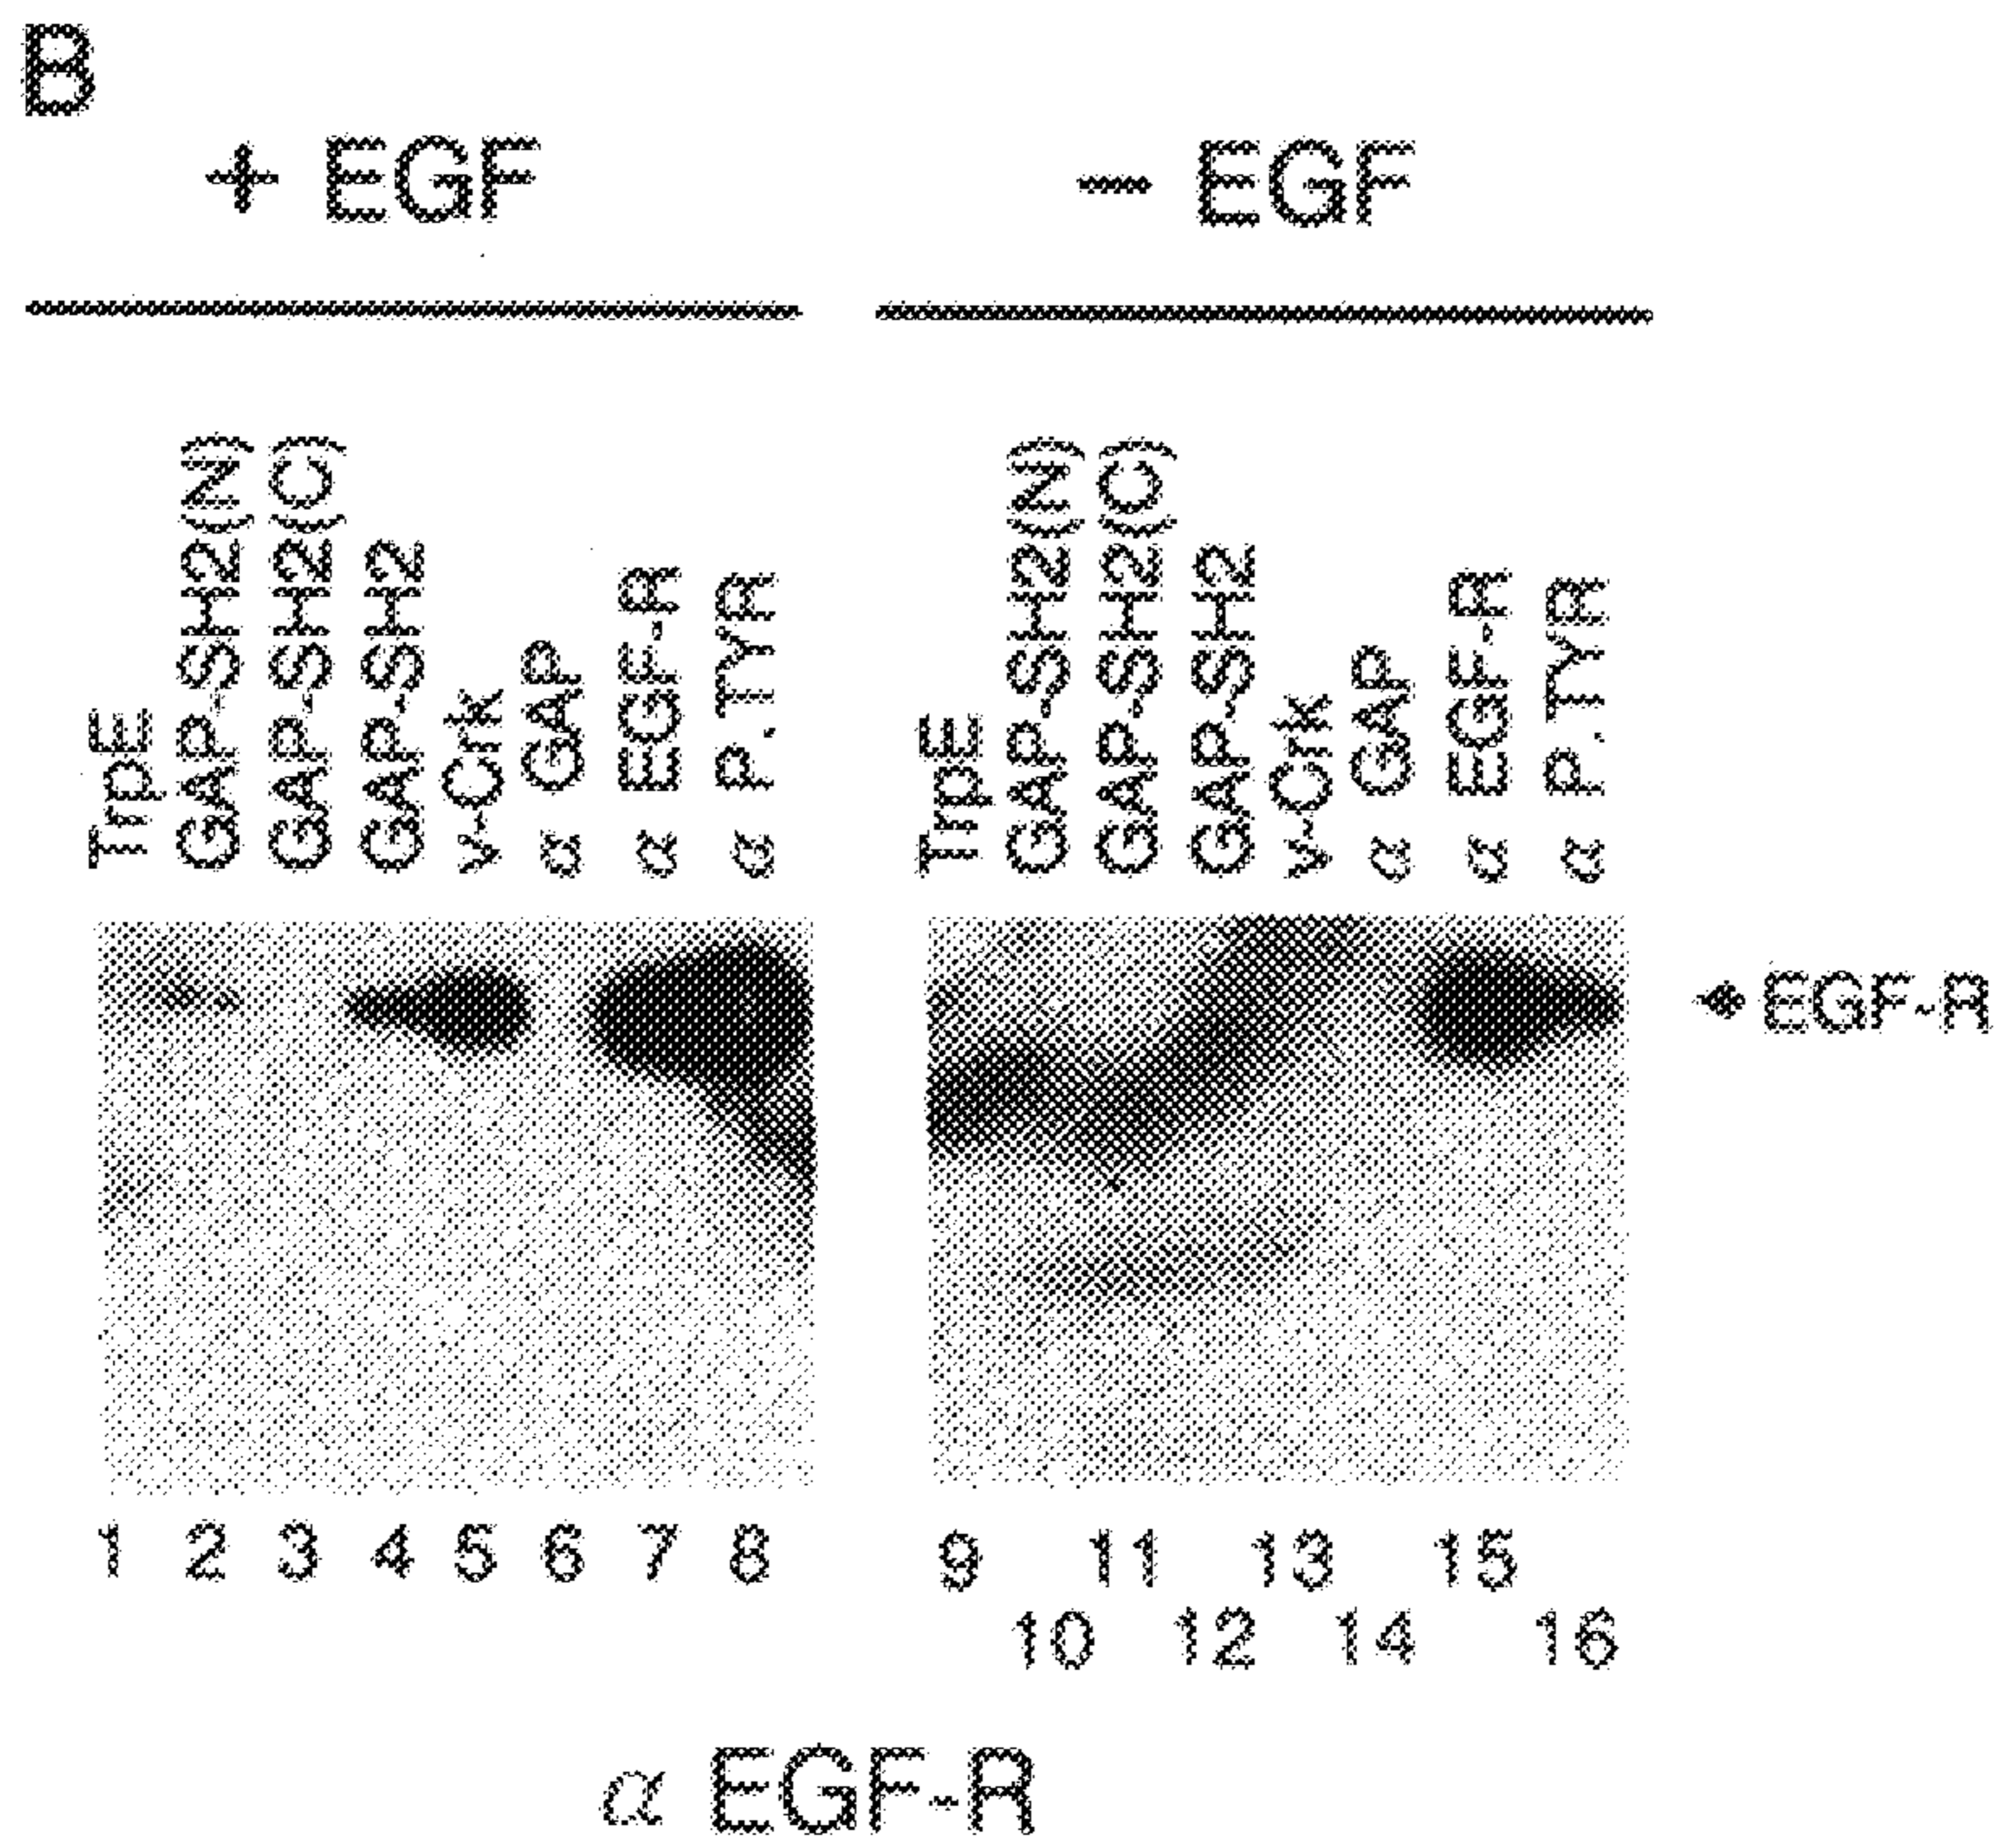 B
+ EGF
− EGF
TrpE
GAP-SH2(N)
GAP-SH2(C)
GAP-SH2
v-Crk
α GAP
α EGF-R
α P.TYR
TrpE
GAP-SH2(N)
GAP-SH2(C)
GAP-SH2
v-Crk
α GAP
α EGF-R
α P.TYR
EGF-R
1 2 3 4 5 6 7 8
9 11 13 15
10 12 14 16
α EGF-R